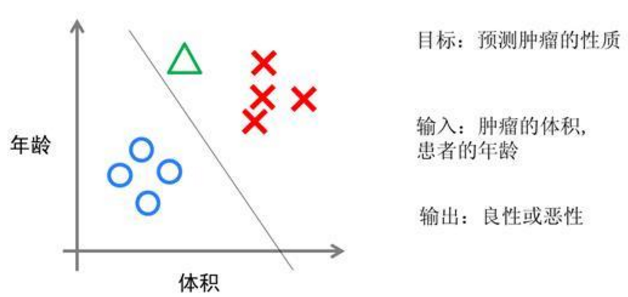 目标：预测肿瘤的性质
年龄
输入：肿瘤的体积,
患者的年龄
输出：良性或恶性
体积